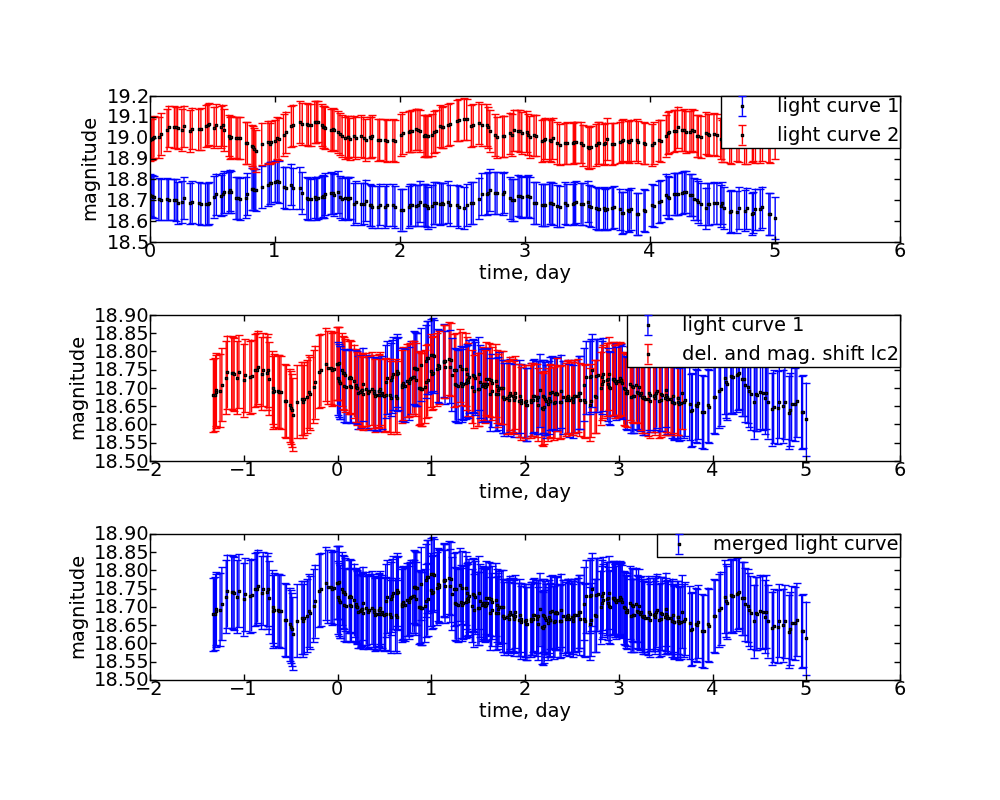 19.2
19.1
19.0
18.9
18.8
18.7
18.6
18.5
magnitude
light curve 1
light curve 2
0 1 2 3 4 5 6
time, day
18.90
18.85
18.80
18.75
18.70
18.65
18.60
18.55
18.50
magnitude
light curve 1
del. and mag. shift lc2
−2 −1 0 1 2 3 4 5 6
time, day
18.90
18.85
18.80
18.75
18.70
18.65
18.60
18.55
18.50
magnitude
merged light curve
−2 −1 0 1 2 3 4 5 6
time, day